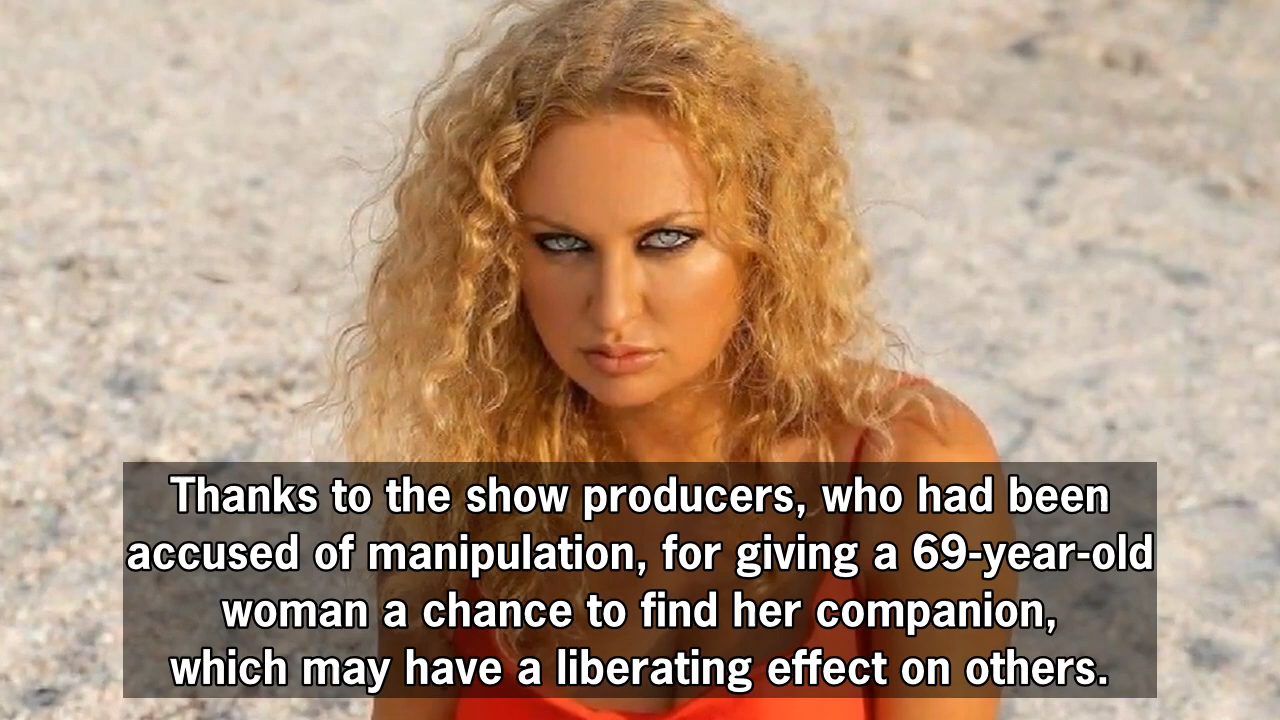 Thanks to the show producers, who had been
accused of manipulation, for giving a 69-year-old
woman a chance to find her companion,
which may have a liberating effect on others.